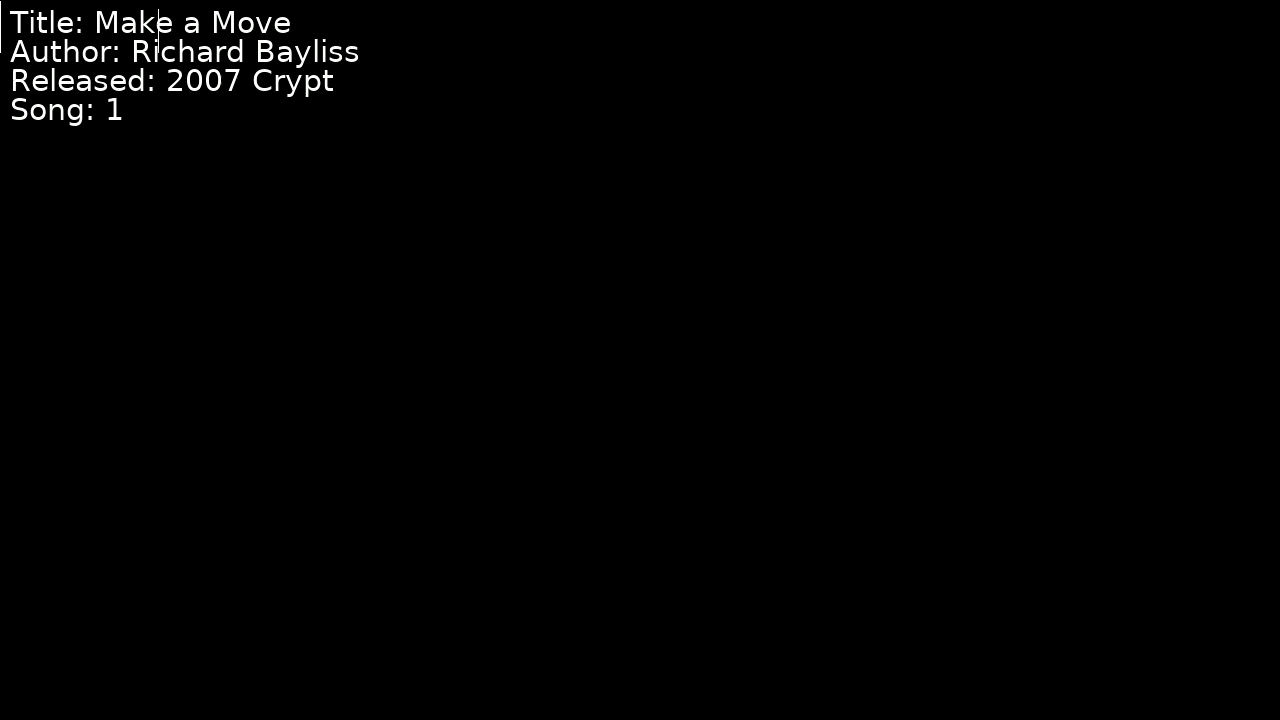 Title: Make a Move
Author: Richard Bayliss
Released: 2007 Crypt
Song: 1